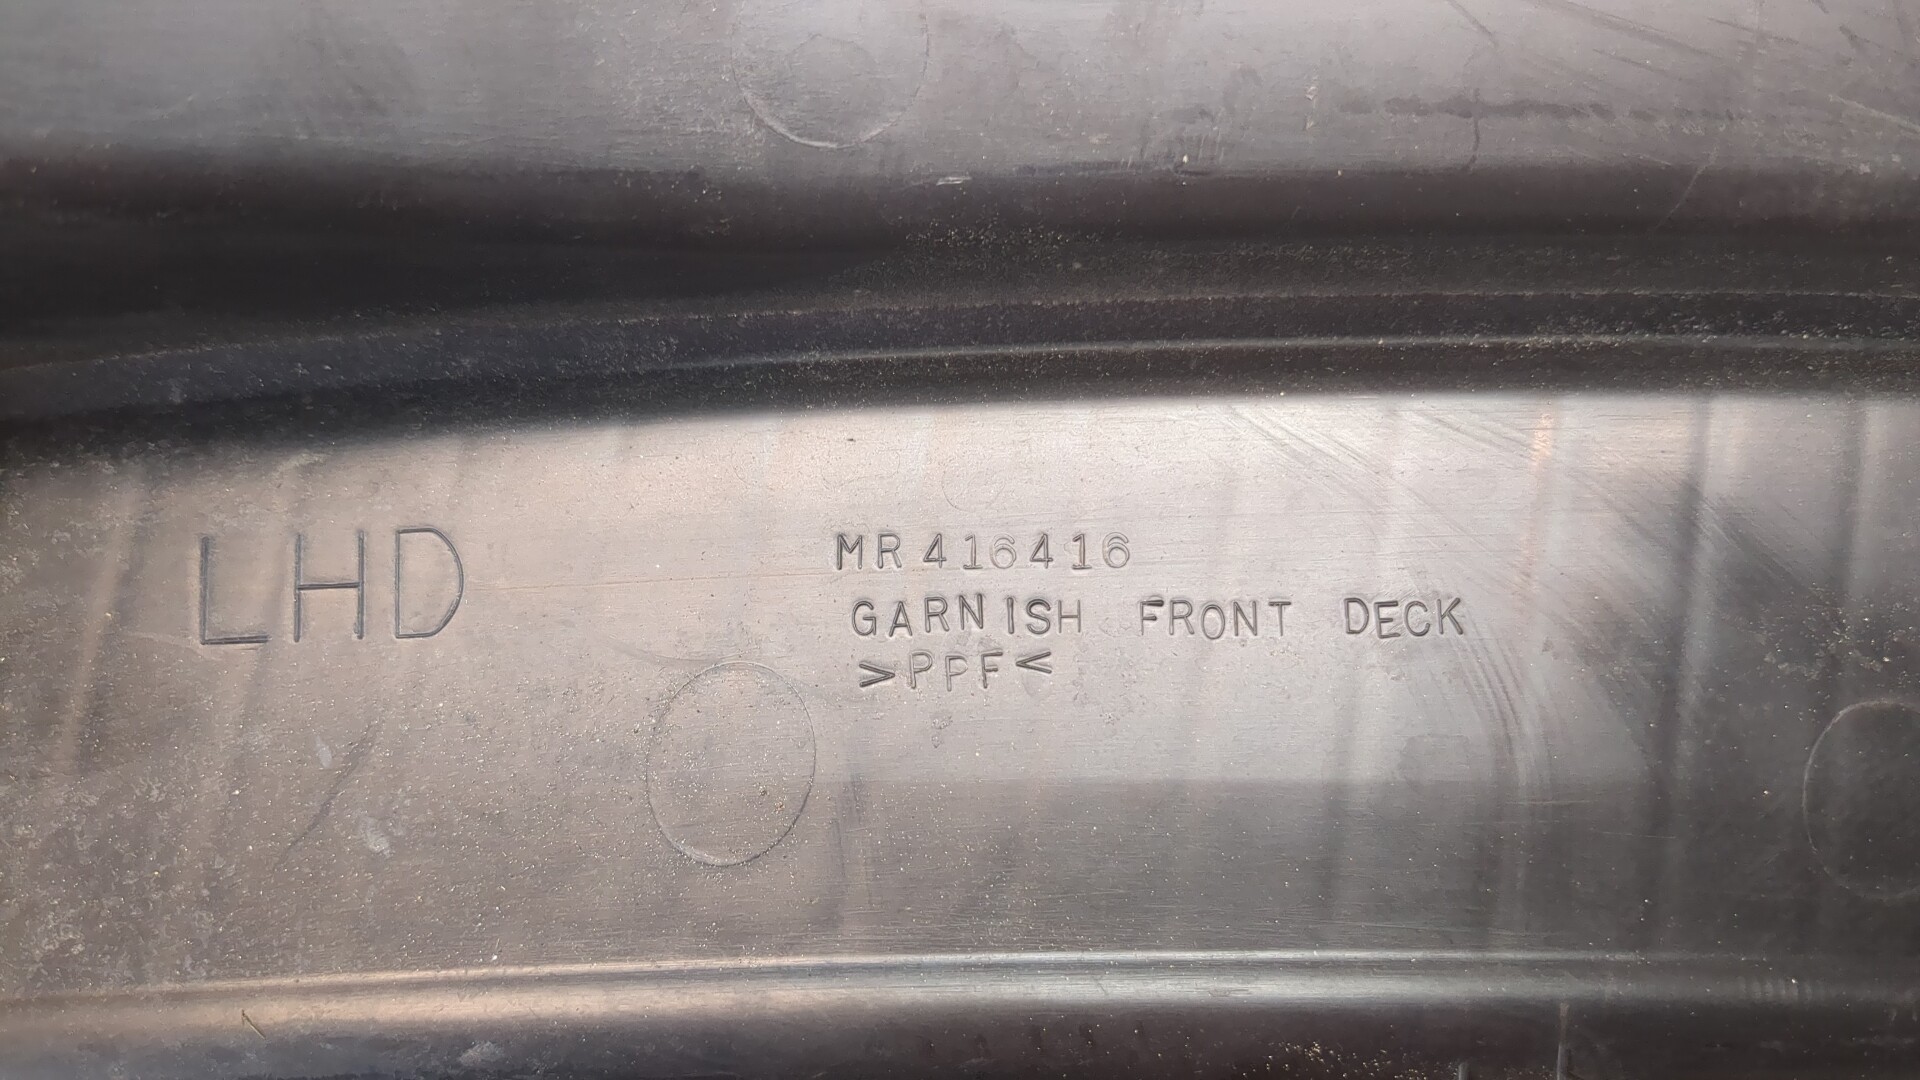 LHD
MR416416
GARNISH FRONT DECK
>PPF<